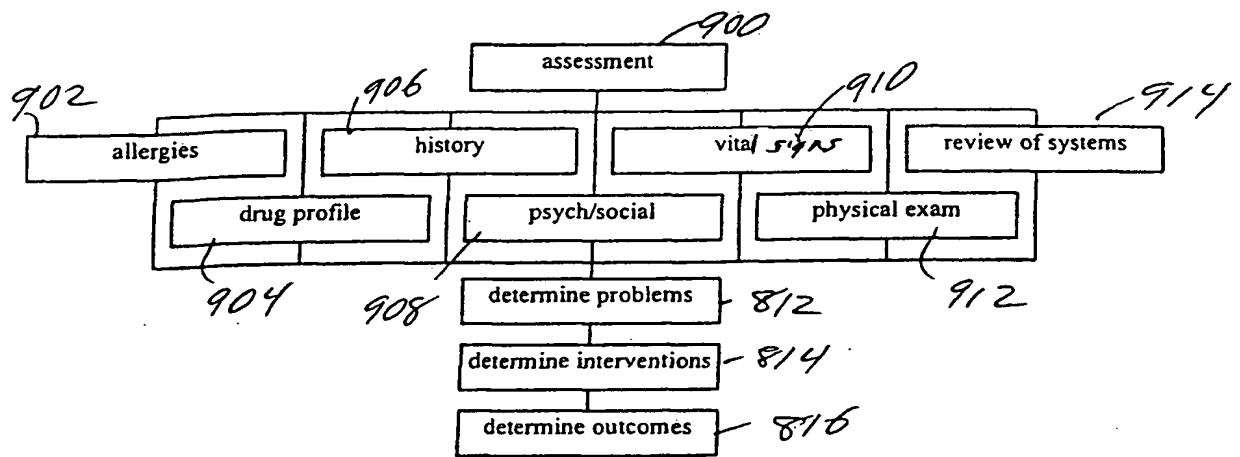 900
assessment
902
906
910
914
allergies
history
vital signs
review of systems
drug profile
psych/social
physical exam
904
908
912
determine problems
812
determine interventions
814
determine outcomes
816